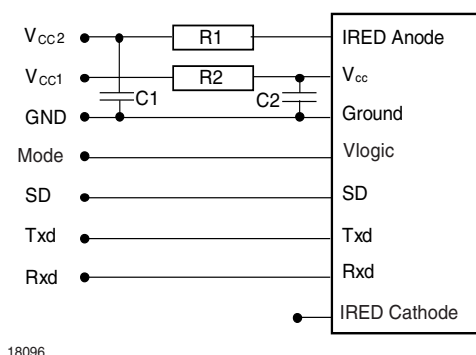 VCC2 R1 IRED Anode
VCC1 R2 Vcc
C1 C2
GND Ground
Mode Vlogic
SD SD
Txd Txd
Rxd Rxd
IRED Cathode
18096